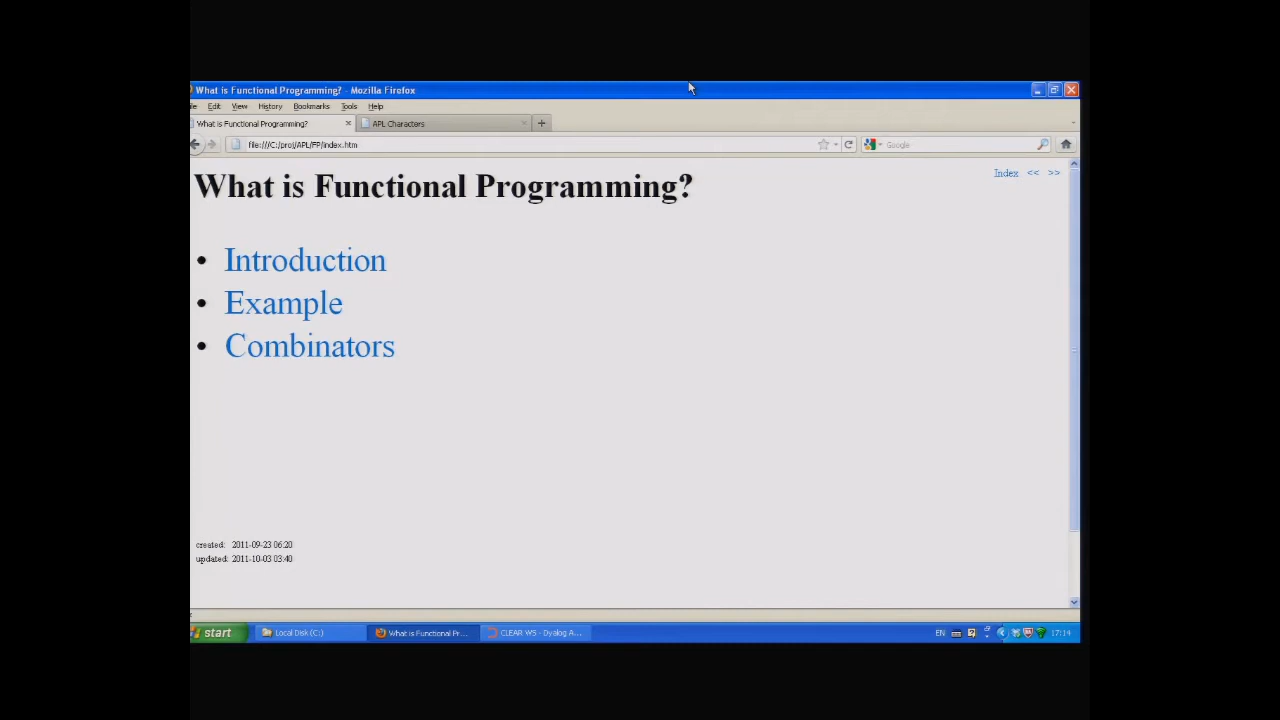 What is Functional Programming? - Mozilla Firefox
Edit View History Bookmarks Tools Help
What is Functional Programming? APL Characters
file:///C:/proj/APL/FP/index.htm Google
Index << >>
What is Functional Programming?
• Introduction
• Example
• Combinators
created: 2011-09-23 06:20
updated: 2011-10-03 03:40
start Local Disk (C:) What is Functional Pr... CLEAR WS - Dyalog A... EN 17:14